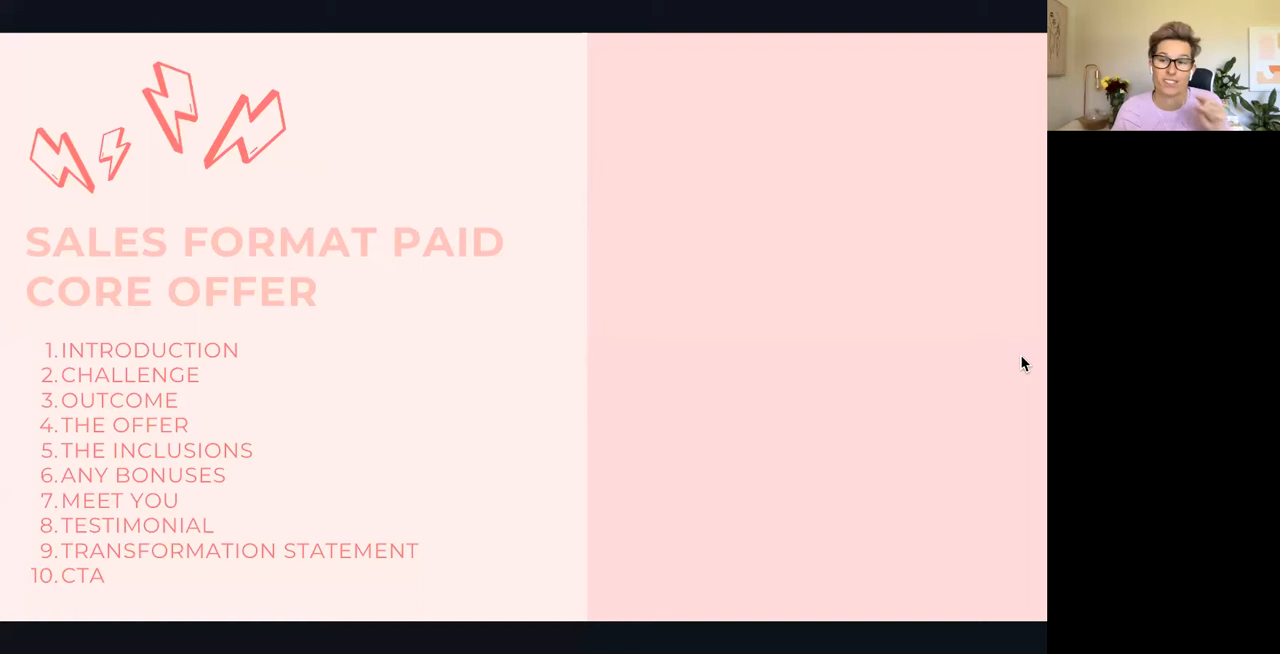 SALES FORMAT PAID
CORE OFFER
1. INTRODUCTION
2. CHALLENGE
3. OUTCOME
4. THE OFFER
5. THE INCLUSIONS
6. ANY BONUSES
7. MEET YOU
8. TESTIMONIAL
9. TRANSFORMATION STATEMENT
10. CTA